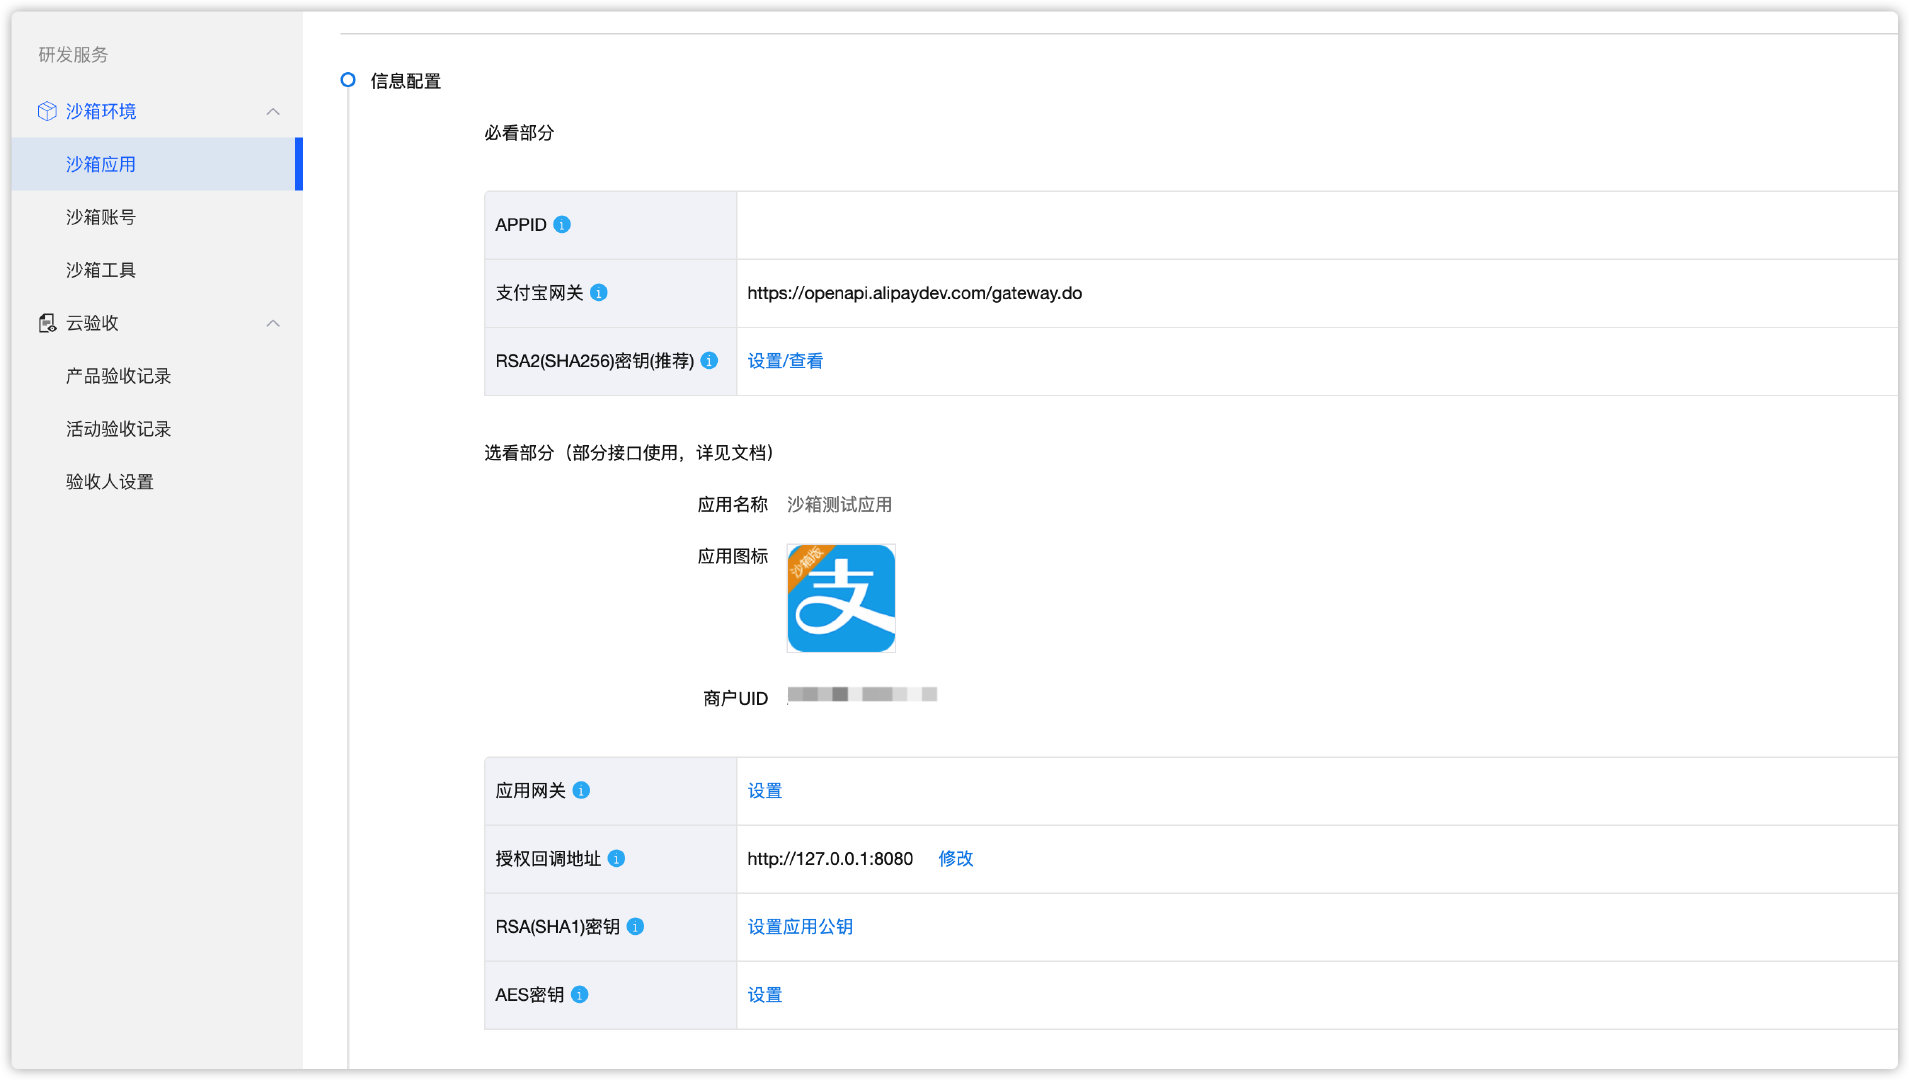 研发服务
沙箱环境
沙箱应用
沙箱账号
沙箱工具
云验收
产品验收记录
活动验收记录
验收人设置
信息配置
必看部分
APPID
支付宝网关 https://openapi.alipaydev.com/gateway.do
RSA2(SHA256)密钥(推荐) 设置/查看
选看部分（部分接口使用，详见文档）
应用名称 沙箱测试应用
应用图标
沙箱版
支
商户UID
应用网关 设置
授权回调地址 http://127.0.0.1:8080 修改
RSA(SHA1)密钥 设置应用公钥
AES密钥 设置